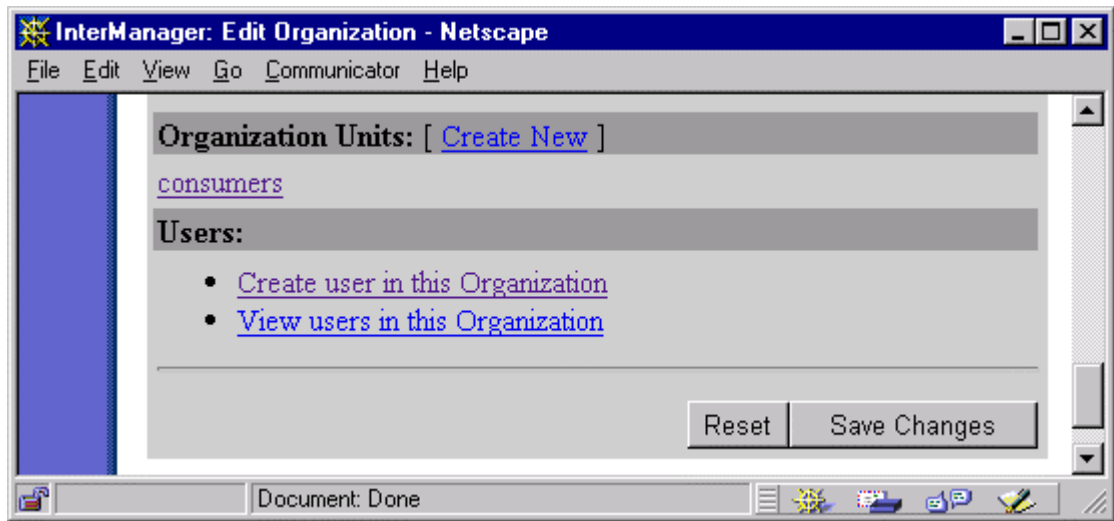 InterManager: Edit Organization - Netscape
File Edit View Go Communicator Help
Organization Units: [ Create New ]
consumers
Users:
• Create user in this Organization
• View users in this Organization
Reset Save Changes
Document: Done